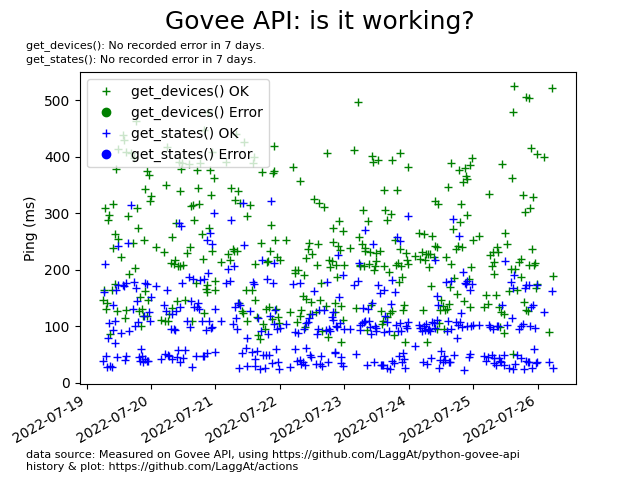 Govee API: is it working?
get_devices(): No recorded error in 7 days.
get_states(): No recorded error in 7 days.
get_devices() OK
get_devices() Error
get_states() OK
get_states() Error
Ping (ms)
500
400
300
200
100
0
2022-07-19
2022-07-20
2022-07-21
2022-07-22
2022-07-23
2022-07-24
2022-07-25
2022-07-26
data source: Measured on Govee API, using https://github.com/LaggAt/python-govee-api
history & plot: https://github.com/LaggAt/actions